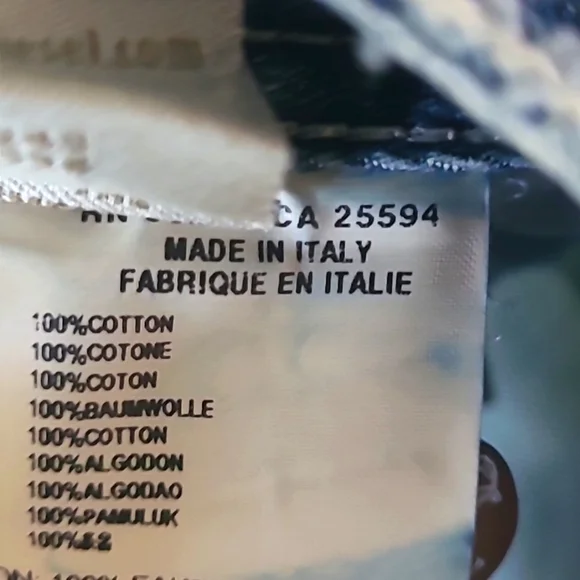 CA 25594
MADE IN ITALY
FABRIQUE EN ITALIE
100%COTTON
100%COTONE
100%COTON
100%BAUMWOLLE
100%COTTON
100%ALGODON
100%ALGODAO
100%PAMULUK
100%